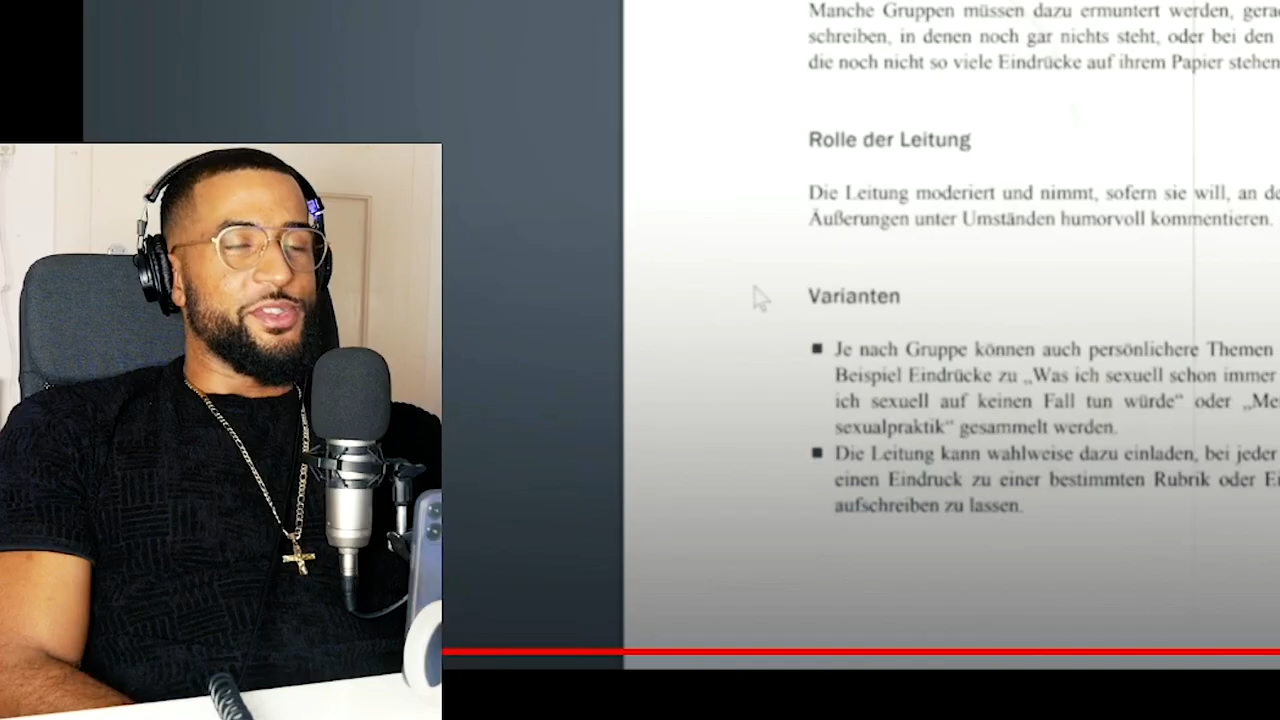 Manche Gruppen müssen dazu ermuntert werden,
schreiben, in denen noch gar nichts steht, oder bei den
die noch nicht so viele Eindrücke auf ihrem Papier stehen
Rolle der Leitung
Die Leitung moderiert und nimmt, sofern sie will, an
Äußerungen unter Umständen humorvoll kommentieren.
Varianten
■ Je nach Gruppe können auch persönlichere Themen
Beispiel Eindrücke zu „Was ich sexuell schon immer
ich sexuell auf keinen Fall tun würde“ oder
sexualpraktik“ gesammelt werden.
■ Die Leitung kann wahlweise dazu einladen, bei jeder
einen Eindruck zu einer bestimmten Rubrik oder
aufschreiben zu lassen.